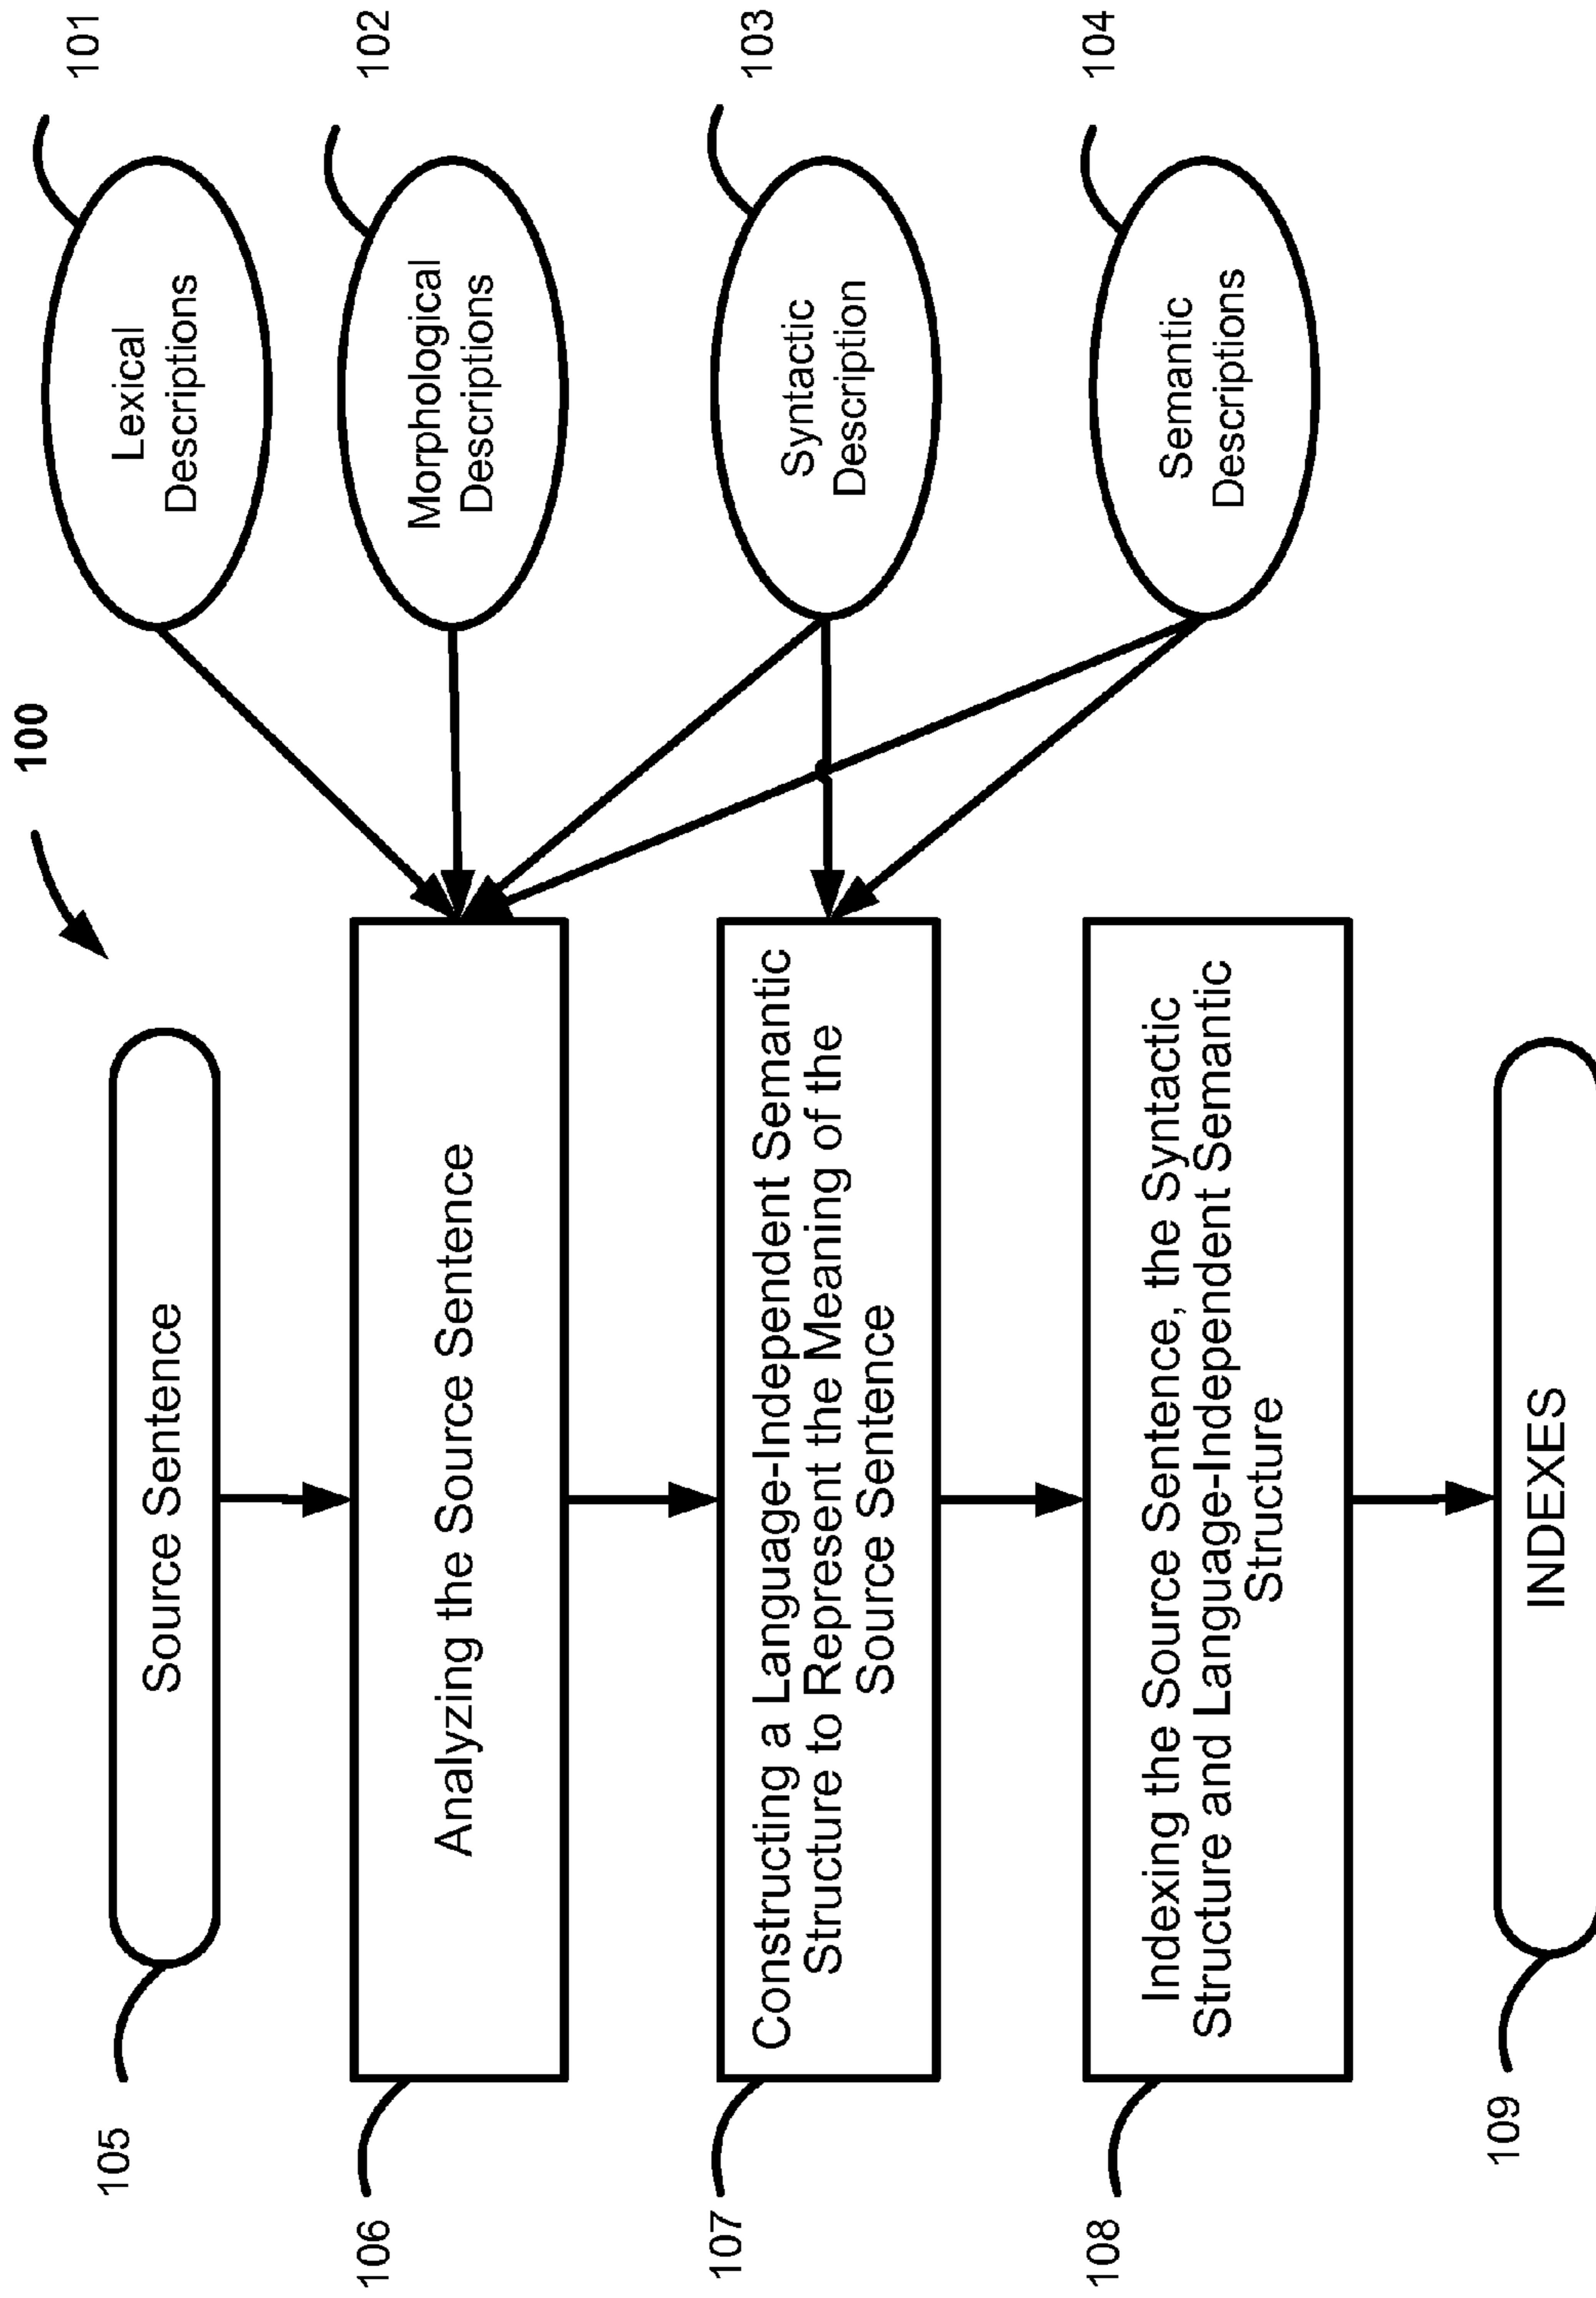 100
105
Source Sentence
106
Analyzing the Source Sentence
107
Constructing a Language-Independent Semantic
Structure to Represent the Meaning of the
Source Sentence
108
Indexing the Source Sentence, the Syntactic
Structure and Language-Independent Semantic
Structure
109
INDEXES
Lexical
Descriptions
101
Morphological
Descriptions
102
Syntactic
Description
103
Semantic
Descriptions
104